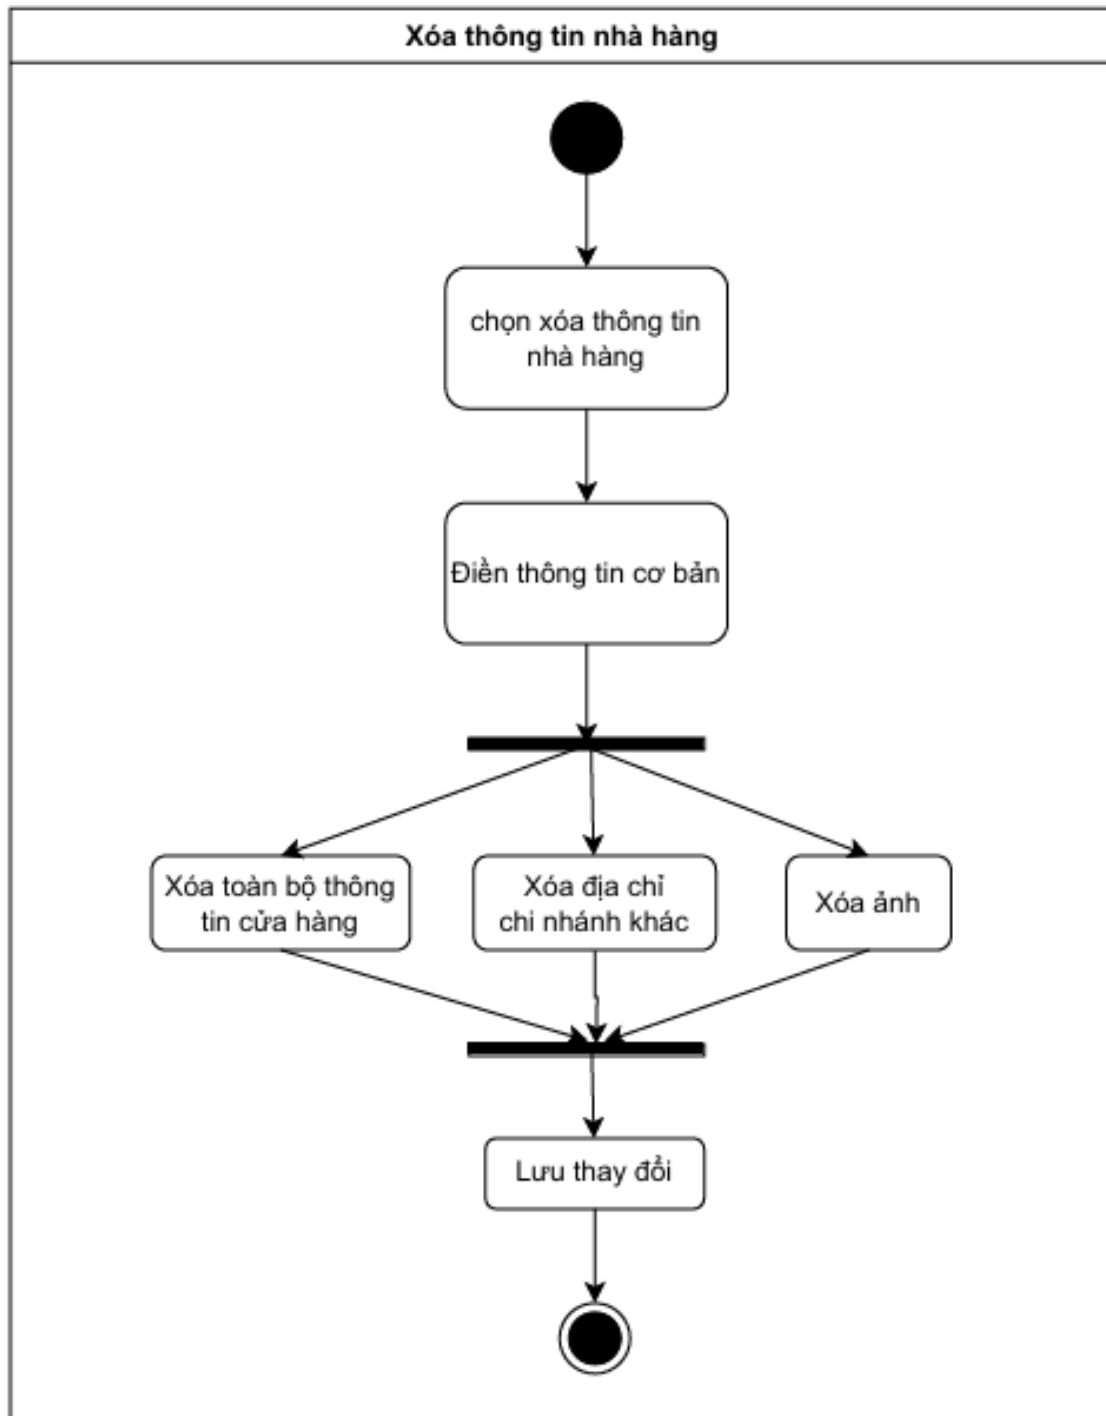 Xóa thông tin nhà hàng
chọn xóa thông tin
nhà hàng
Điền thông tin cơ bản
Xóa toàn bộ thông
tin cửa hàng
Xóa địa chỉ
chi nhánh khác
Xóa ảnh
Lưu thay đổi